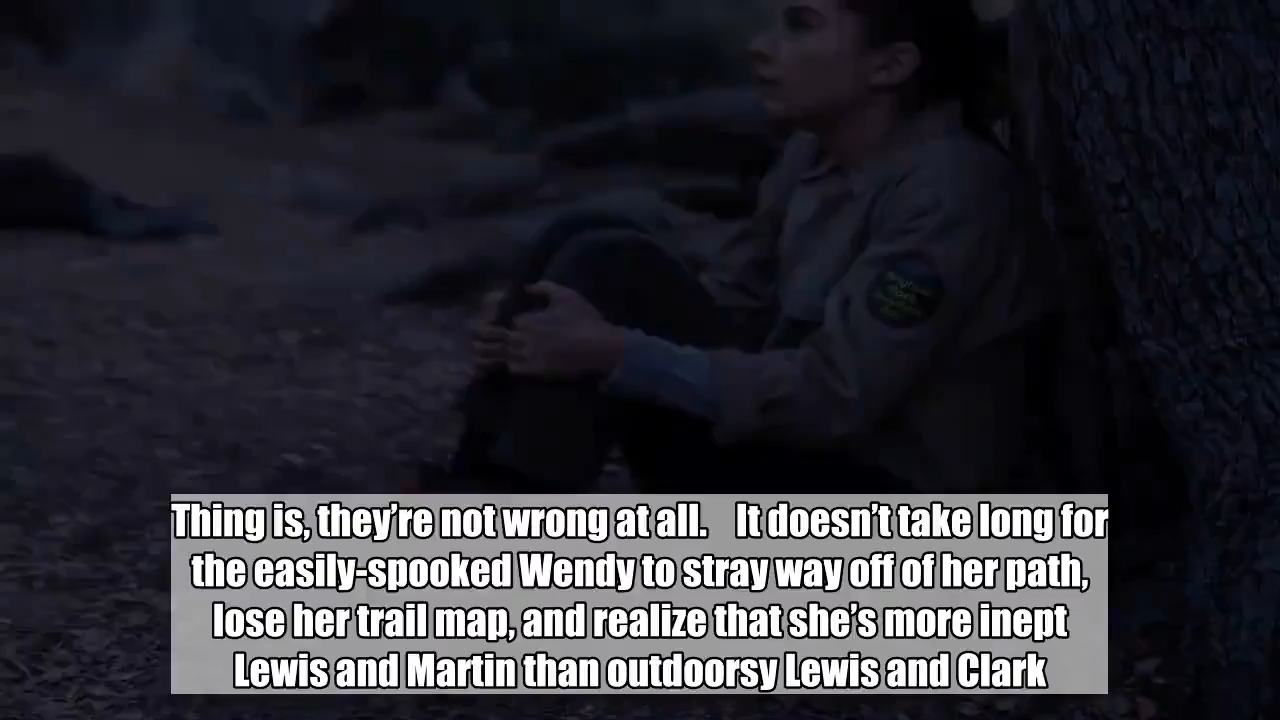 Thing is, they’re not wrong at all. It doesn’t take long for
the easily-spooked Wendy to stray way off of her path,
lose her trail map, and realize that she’s more inept
Lewis and Martin than outdoorsy Lewis and Clark